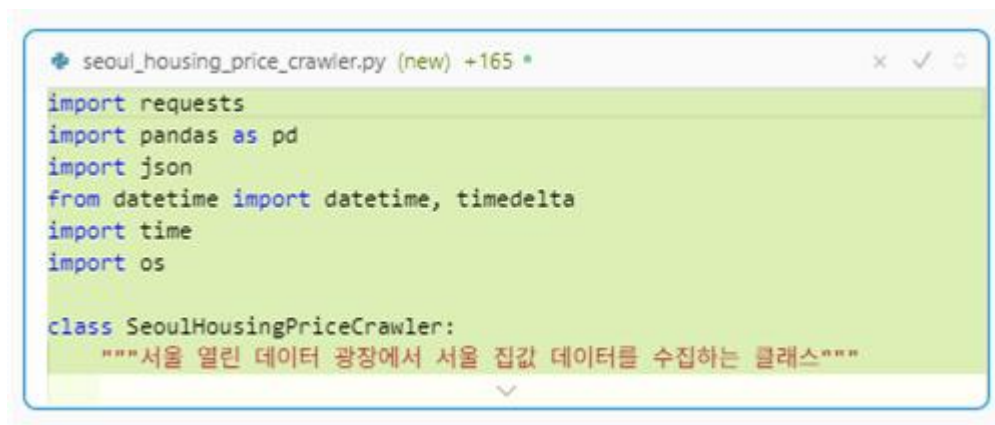 seoul_housing_price_crawler.py (new) +165
import requests
import pandas as pd
import json
from datetime import datetime, timedelta
import time
import os
class SeoulHousingPriceCrawler:
"""서울 열린 데이터 광장에서 서울 집값 데이터를 수집하는 클래스"""